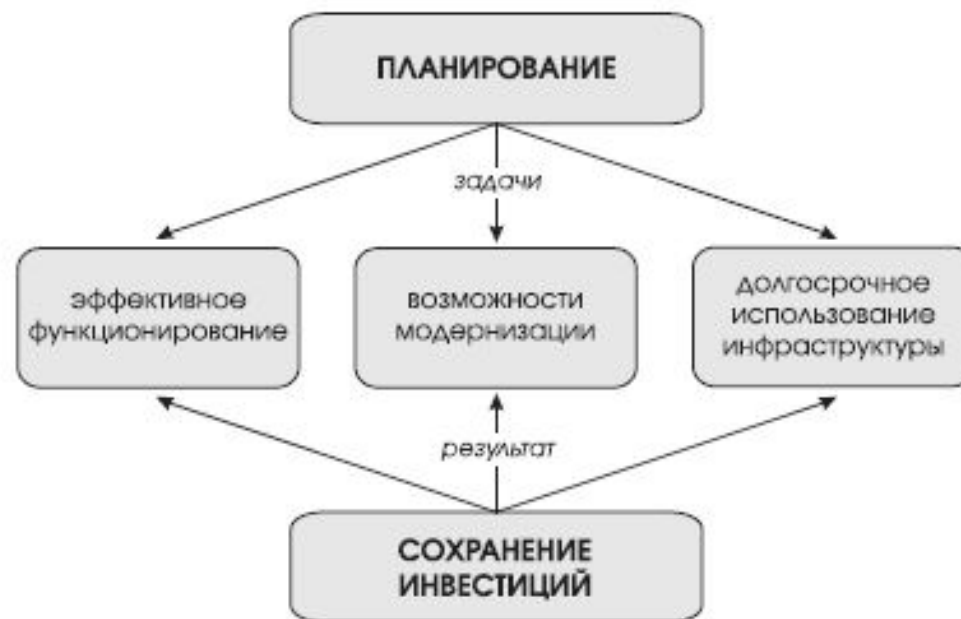 ПЛАНИРОВАНИЕ
задачи
эффективное
функционирование
возможности
модернизации
долгосрочное
использование
инфраструктуры
результат
СОХРАНЕНИЕ
ИНВЕСТИЦИЙ